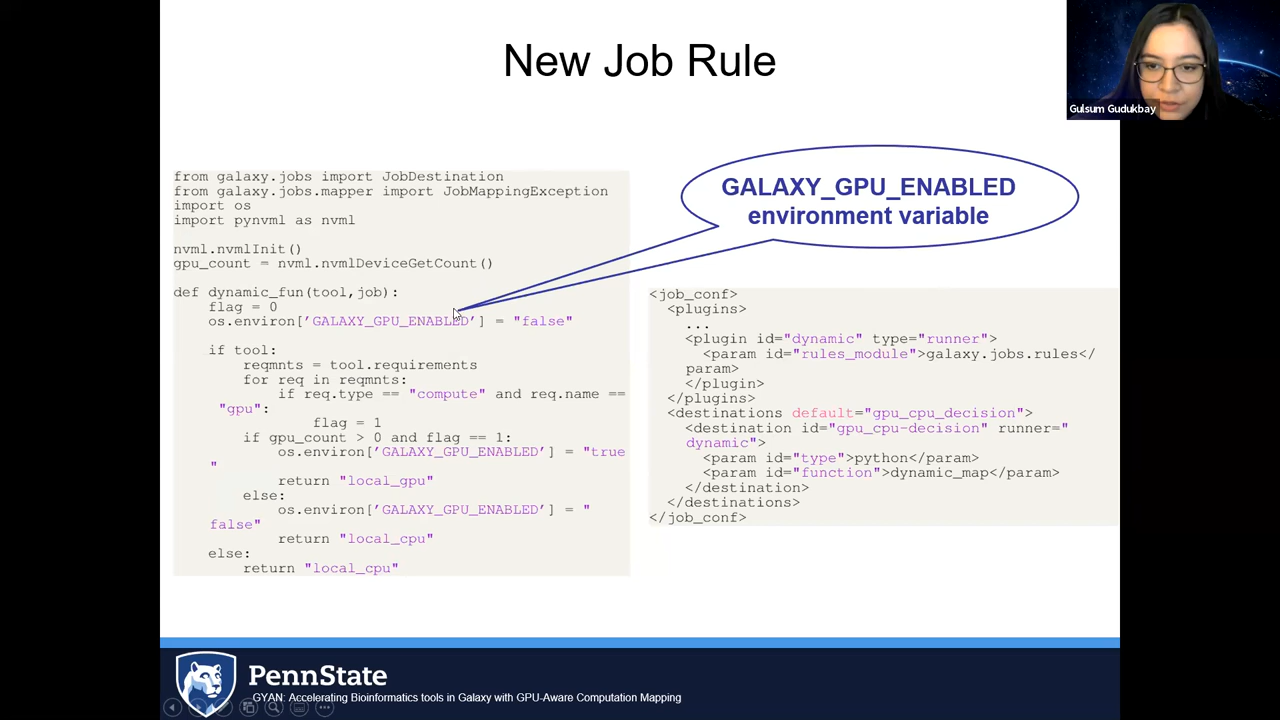 New Job Rule
Gulsum Gudukbay
GALAXY_GPU_ENABLED
environment variable
from galaxy.jobs import JobDestination
from galaxy.jobs.mapper import JobMappingException
import os
import pynvml as nvml
nvml.nvmlInit()
gpu_count = nvml.nvmlDeviceGetCount()
def dynamic_fun(tool,job):
flag = 0
os.environ['GALAXY_GPU_ENABLED'] = "false"
if tool:
reqmnts = tool.requirements
for req in reqmnts:
if req.type == "compute" and req.name ==
"gpu":
flag = 1
if gpu_count > 0 and flag == 1:
os.environ['GALAXY_GPU_ENABLED'] = "true
"
return "local_gpu"
else:
os.environ['GALAXY_GPU_ENABLED'] = "
false"
return "local_cpu"
else:
return "local_cpu"
<job_conf>
<plugins>
...
<plugin id="dynamic" type="runner">
<param id="rules_module">galaxy.jobs.rules</
param>
</plugin>
</plugins>
<destinations default="gpu_cpu_decision">
<destination id="gpu_cpu-decision" runner="
dynamic">
<param id="type">python</param>
<param id="function">dynamic_map</param>
</destination>
</destinations>
</job_conf>
PennState
GYAN: Accelerating Bioinformatics tools in Galaxy with GPU-Aware Computation Mapping